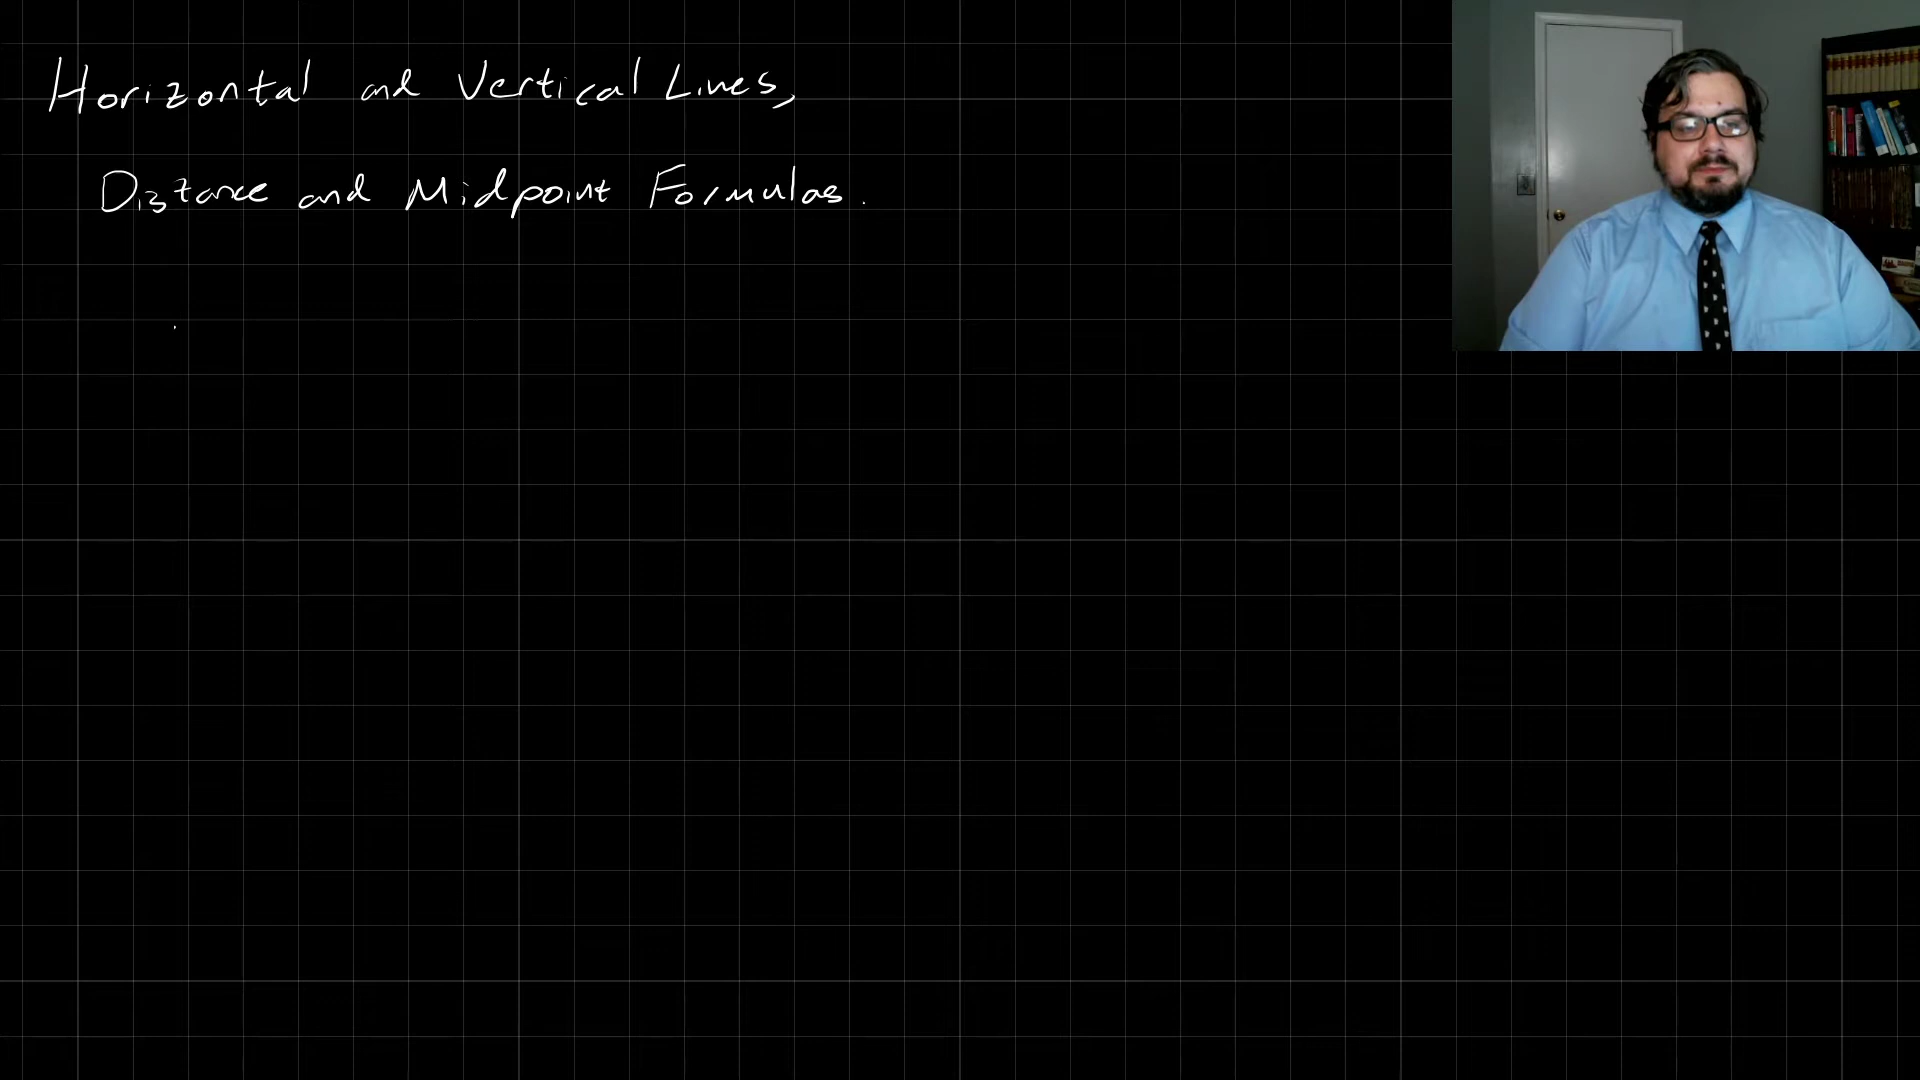 Horizontal and Vertical Lines,
Distance and Midpoint Formulas.